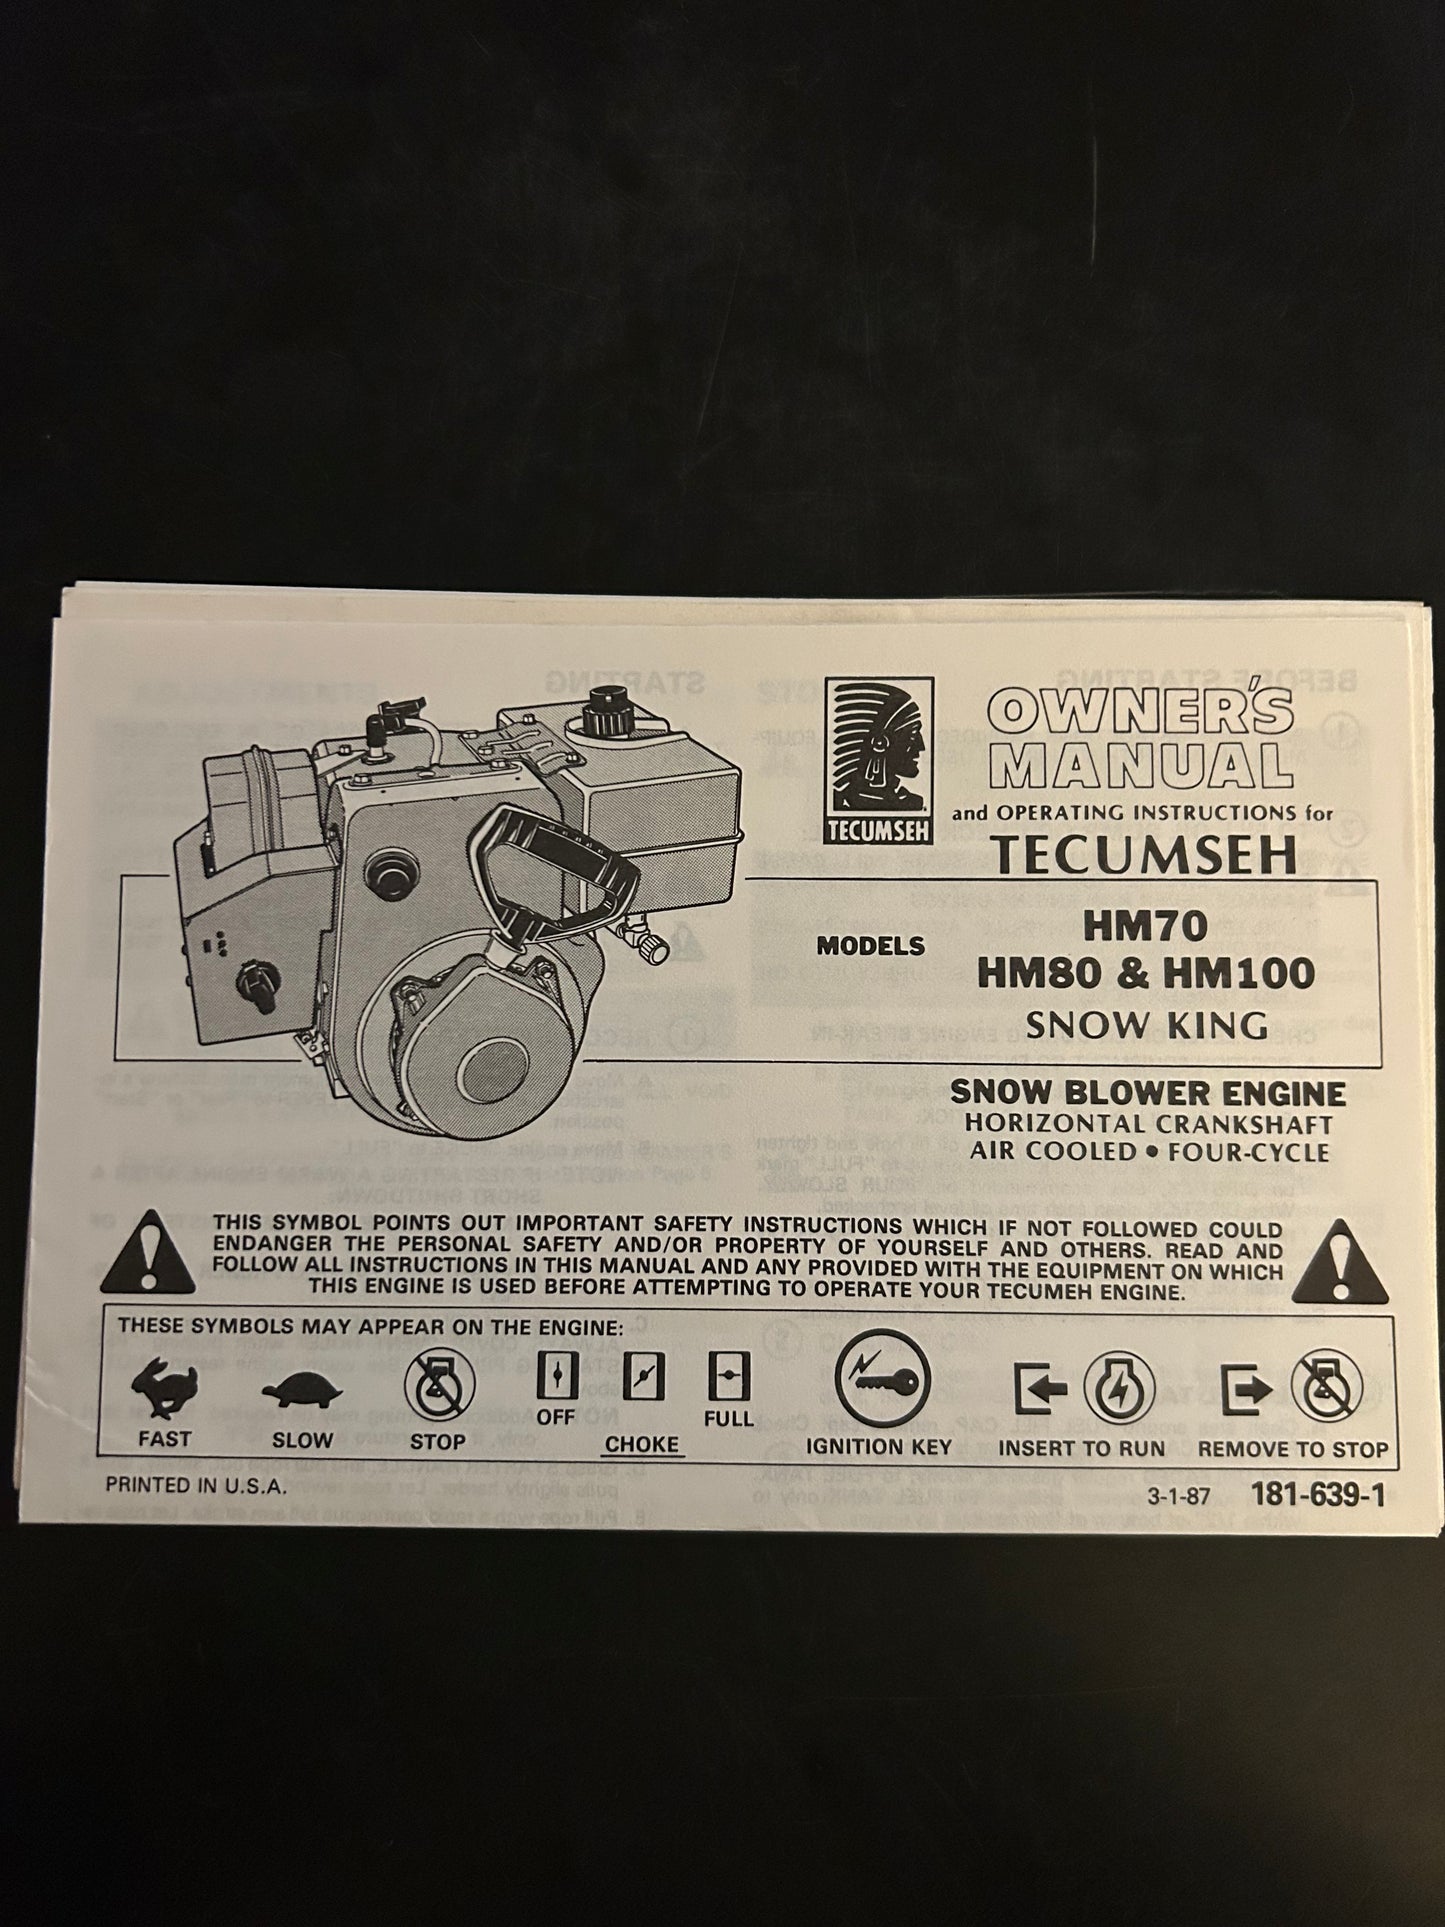 TECUMSEH
OWNER'S
MANUAL
and OPERATING INSTRUCTIONS for
TECUMSEH
MODELS
HM70
HM80 & HM100
SNOW KING
SNOW BLOWER ENGINE
HORIZONTAL CRANKSHAFT
AIR COOLED • FOUR-CYCLE
THIS SYMBOL POINTS OUT IMPORTANT SAFETY INSTRUCTIONS WHICH IF NOT FOLLOWED COULD
ENDANGER THE PERSONAL SAFETY AND/OR PROPERTY OF YOURSELF AND OTHERS. READ AND
FOLLOW ALL INSTRUCTIONS IN THIS MANUAL AND ANY PROVIDED WITH THE EQUIPMENT ON WHICH
THIS ENGINE IS USED BEFORE ATTEMPTING TO OPERATE YOUR TECUMEH ENGINE.
THESE SYMBOLS MAY APPEAR ON THE ENGINE:
FAST
SLOW
STOP
OFF
CHOKE
FULL
IGNITION KEY
INSERT TO RUN
REMOVE TO STOP
PRINTED IN U.S.A.
3-1-87
181-639-1